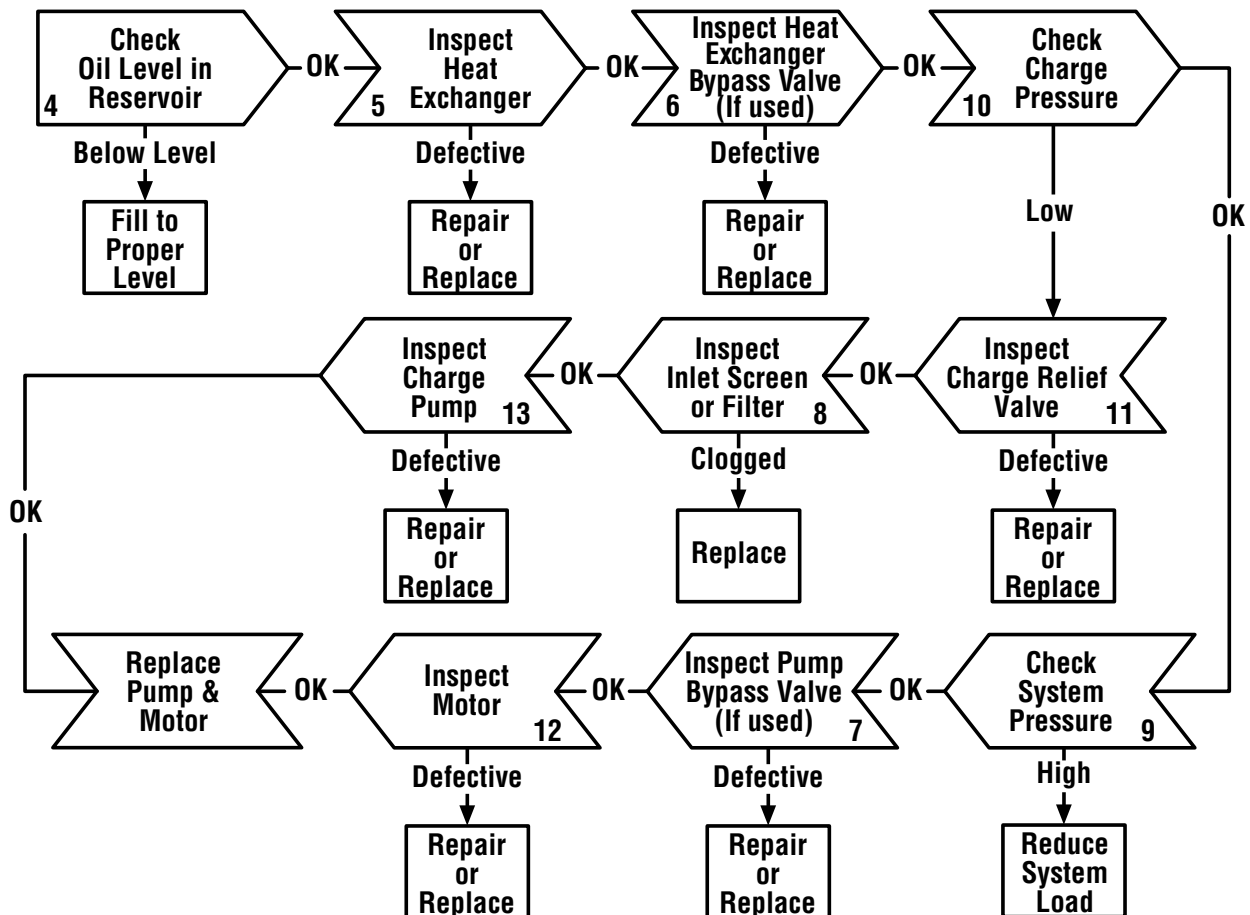 Check
Oil Level in
Reservoir
4
OK
Inspect
Heat
Exchanger
5
OK
Inspect Heat
Exchanger
Bypass Valve
(If used)
6
OK
Check
Charge
Pressure
10
Below Level
Defective
Defective
Low
OK
Fill to
Proper
Level
Repair
or
Replace
Repair
or
Replace
Inspect
Charge
Pump
13
OK
Inspect
Inlet Screen
or Filter
8
OK
Inspect
Charge Relief
Valve
11
Defective
Clogged
Defective
OK
Repair
or
Replace
Replace
Repair
or
Replace
Replace
Pump &
Motor
OK
Inspect
Motor
12
OK
Inspect Pump
Bypass Valve
(If used)
7
OK
Check
System
Pressure
9
Defective
Defective
High
Repair
or
Replace
Repair
or
Replace
Reduce
System
Load